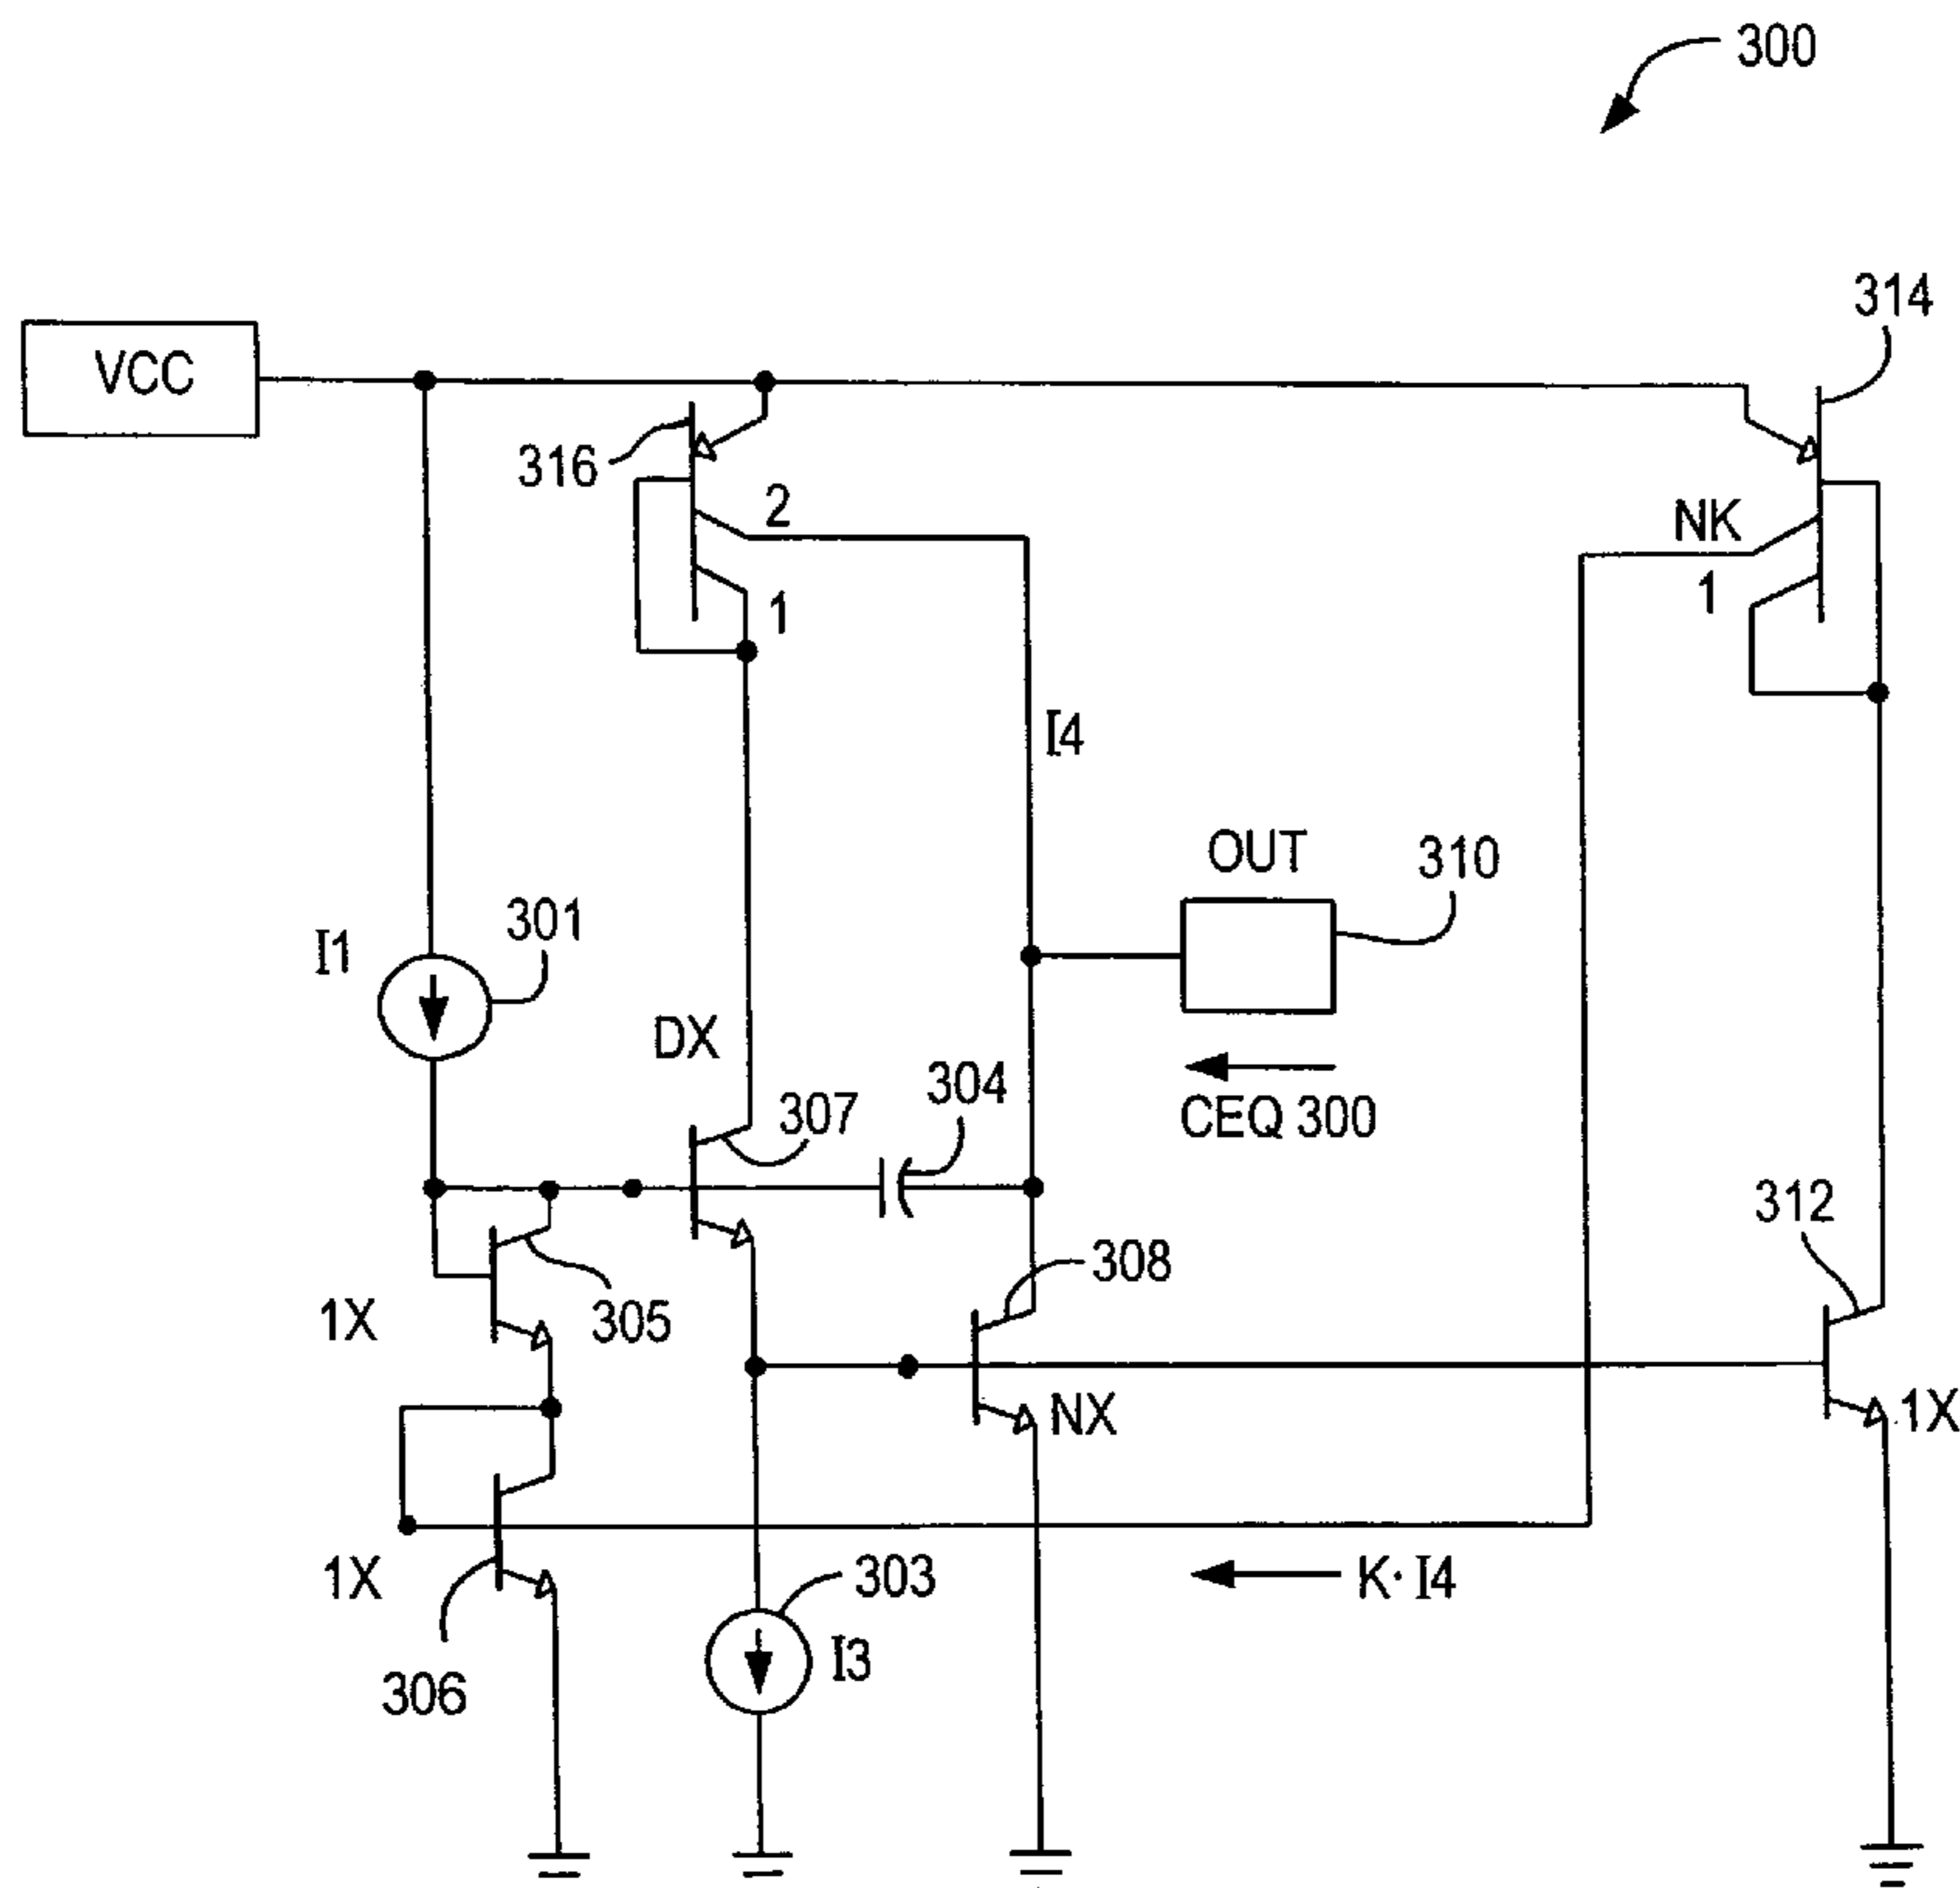 300
314
VCC
316
2
NK
1
1
I4
OUT
310
301
I1
DX
304
307
CEQ 300
312
308
1X
305
NX
1X
1X
303
K· I4
I3
306